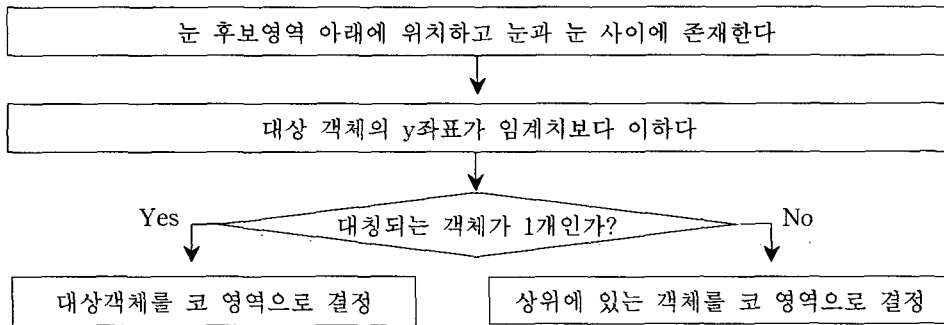 눈 후보영역 아래에 위치하고 눈과 눈 사이에 존재한다
대상 객체의 y좌표가 임계치보다 이하다
Yes
대칭되는 객체가 1개인가?
No
대상객체를 코 영역으로 결정
상위에 있는 객체를 코 영역으로 결정